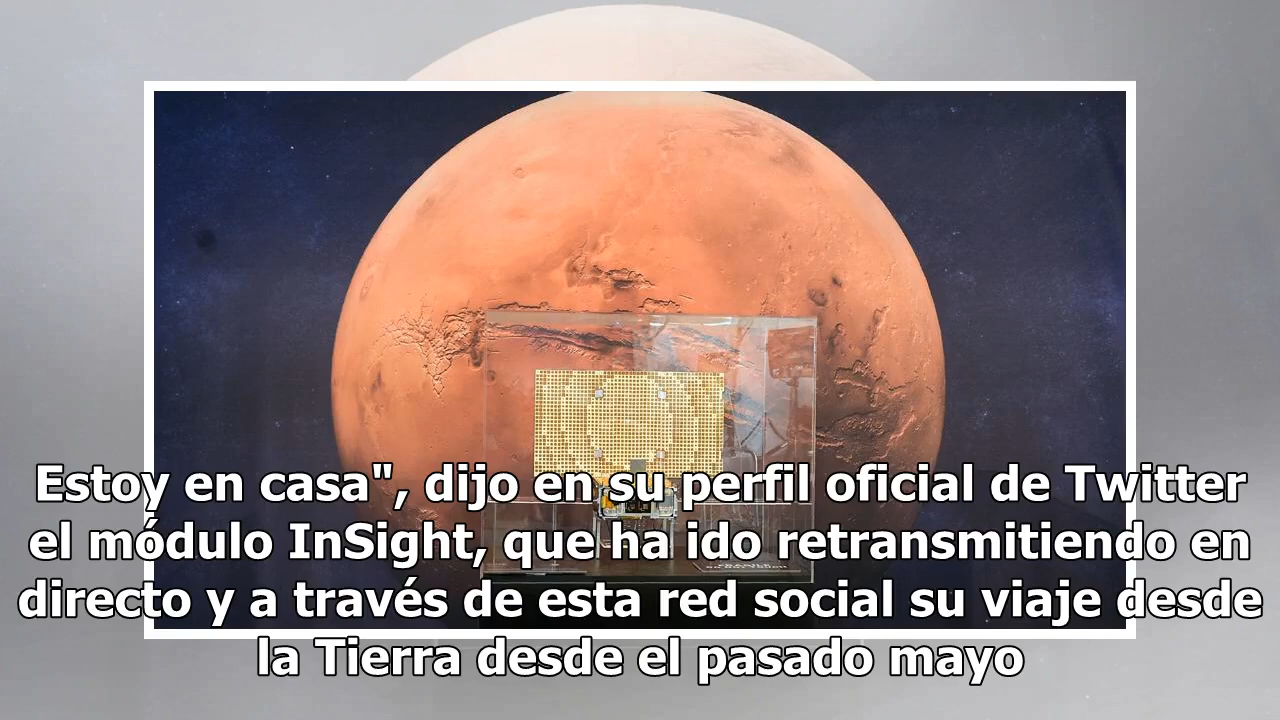 Estoy en casa", dijo en su perfil oficial de Twitter
el módulo InSight, que ha ido retransmitiendo en
directo y a través de esta red social su viaje desde
la Tierra desde el pasado mayo